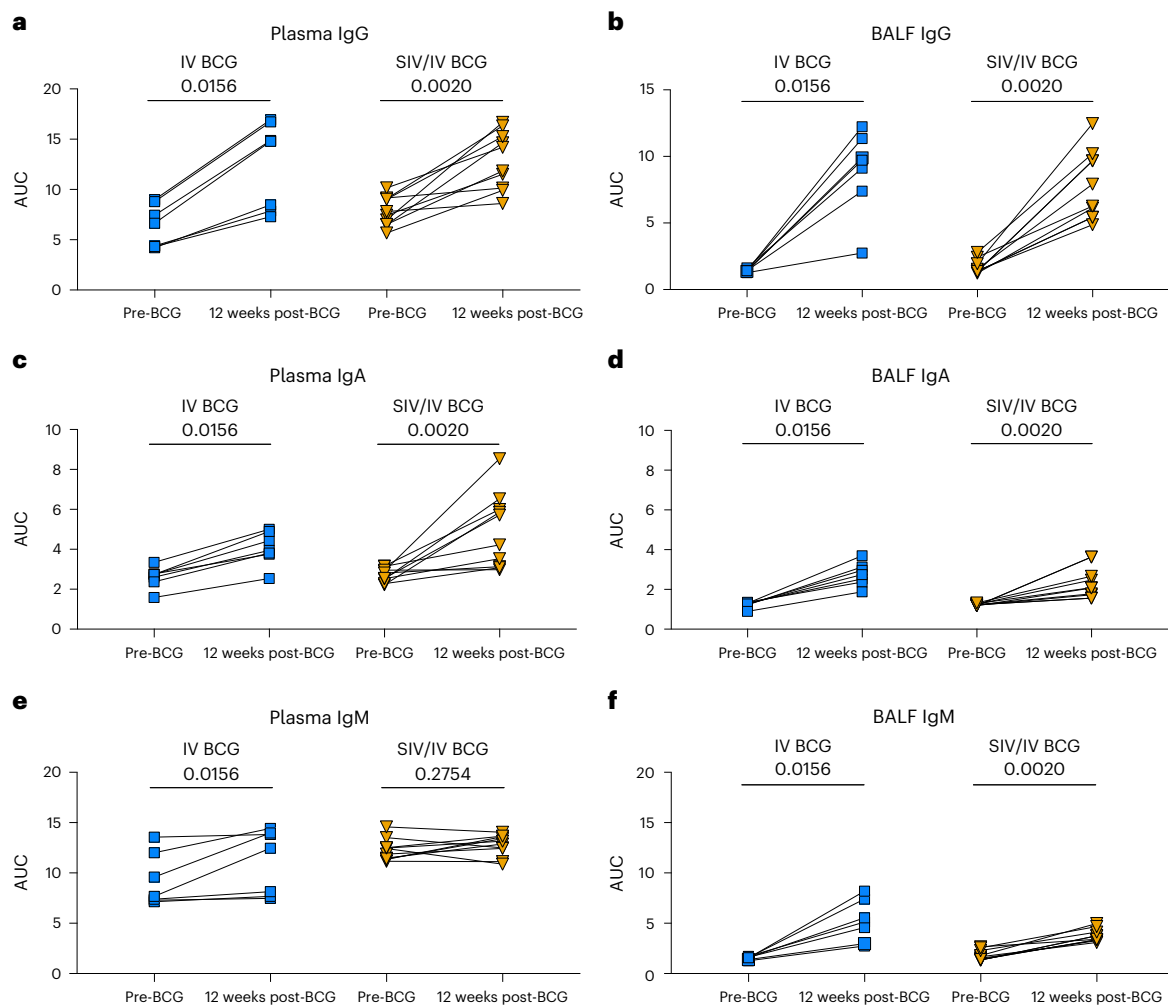 a
Plasma IgG
IV BCG
0.0156
SIV/IV BCG
0.0020
20
15
10
5
0
AUC
Pre-BCG
12 weeks post-BCG
Pre-BCG
12 weeks post-BCG
b
BALF IgG
IV BCG
0.0156
SIV/IV BCG
0.0020
15
10
5
0
AUC
Pre-BCG
12 weeks post-BCG
Pre-BCG
12 weeks post-BCG
c
Plasma IgA
IV BCG
0.0156
SIV/IV BCG
0.0020
10
8
6
4
2
0
AUC
Pre-BCG
12 weeks post-BCG
Pre-BCG
12 weeks post-BCG
d
BALF IgA
IV BCG
0.0156
SIV/IV BCG
0.0020
10
8
6
4
2
0
AUC
Pre-BCG
12 weeks post-BCG
Pre-BCG
12 weeks post-BCG
e
Plasma IgM
IV BCG
0.0156
SIV/IV BCG
0.2754
20
15
10
5
0
AUC
Pre-BCG
12 weeks post-BCG
Pre-BCG
12 weeks post-BCG
f
BALF IgM
IV BCG
0.0156
SIV/IV BCG
0.0020
20
15
10
5
0
AUC
Pre-BCG
12 weeks post-BCG
Pre-BCG
12 weeks post-BCG